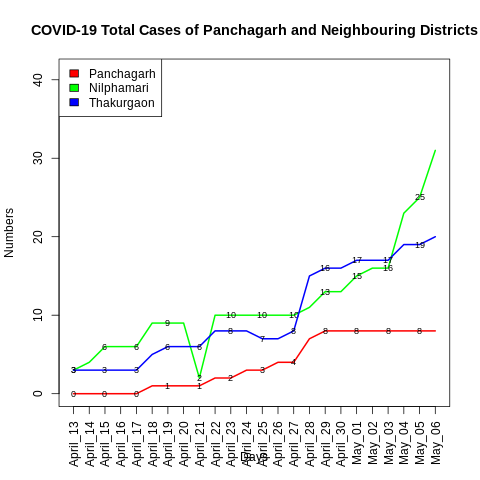 COVID-19 Total Cases of Panchagarh and Neighbouring Districts
Panchagarh
Nilphamari
Thakurgaon
Numbers
40
30
20
10
0
3 6 6 9 2 10 10 10 13 15 16 25
3 3 3 6 6 8 7 8 16 17 17 19
0 0 0 1 1 2 3 4 8 8 8 8
April_13
April_14
April_15
April_16
April_17
April_18
April_19
April_20
April_21
April_22
April_23
April_24
April_25
April_26
April_27
April_28
April_29
April_30
May_01
May_02
May_03
May_04
May_05
May_06
Days